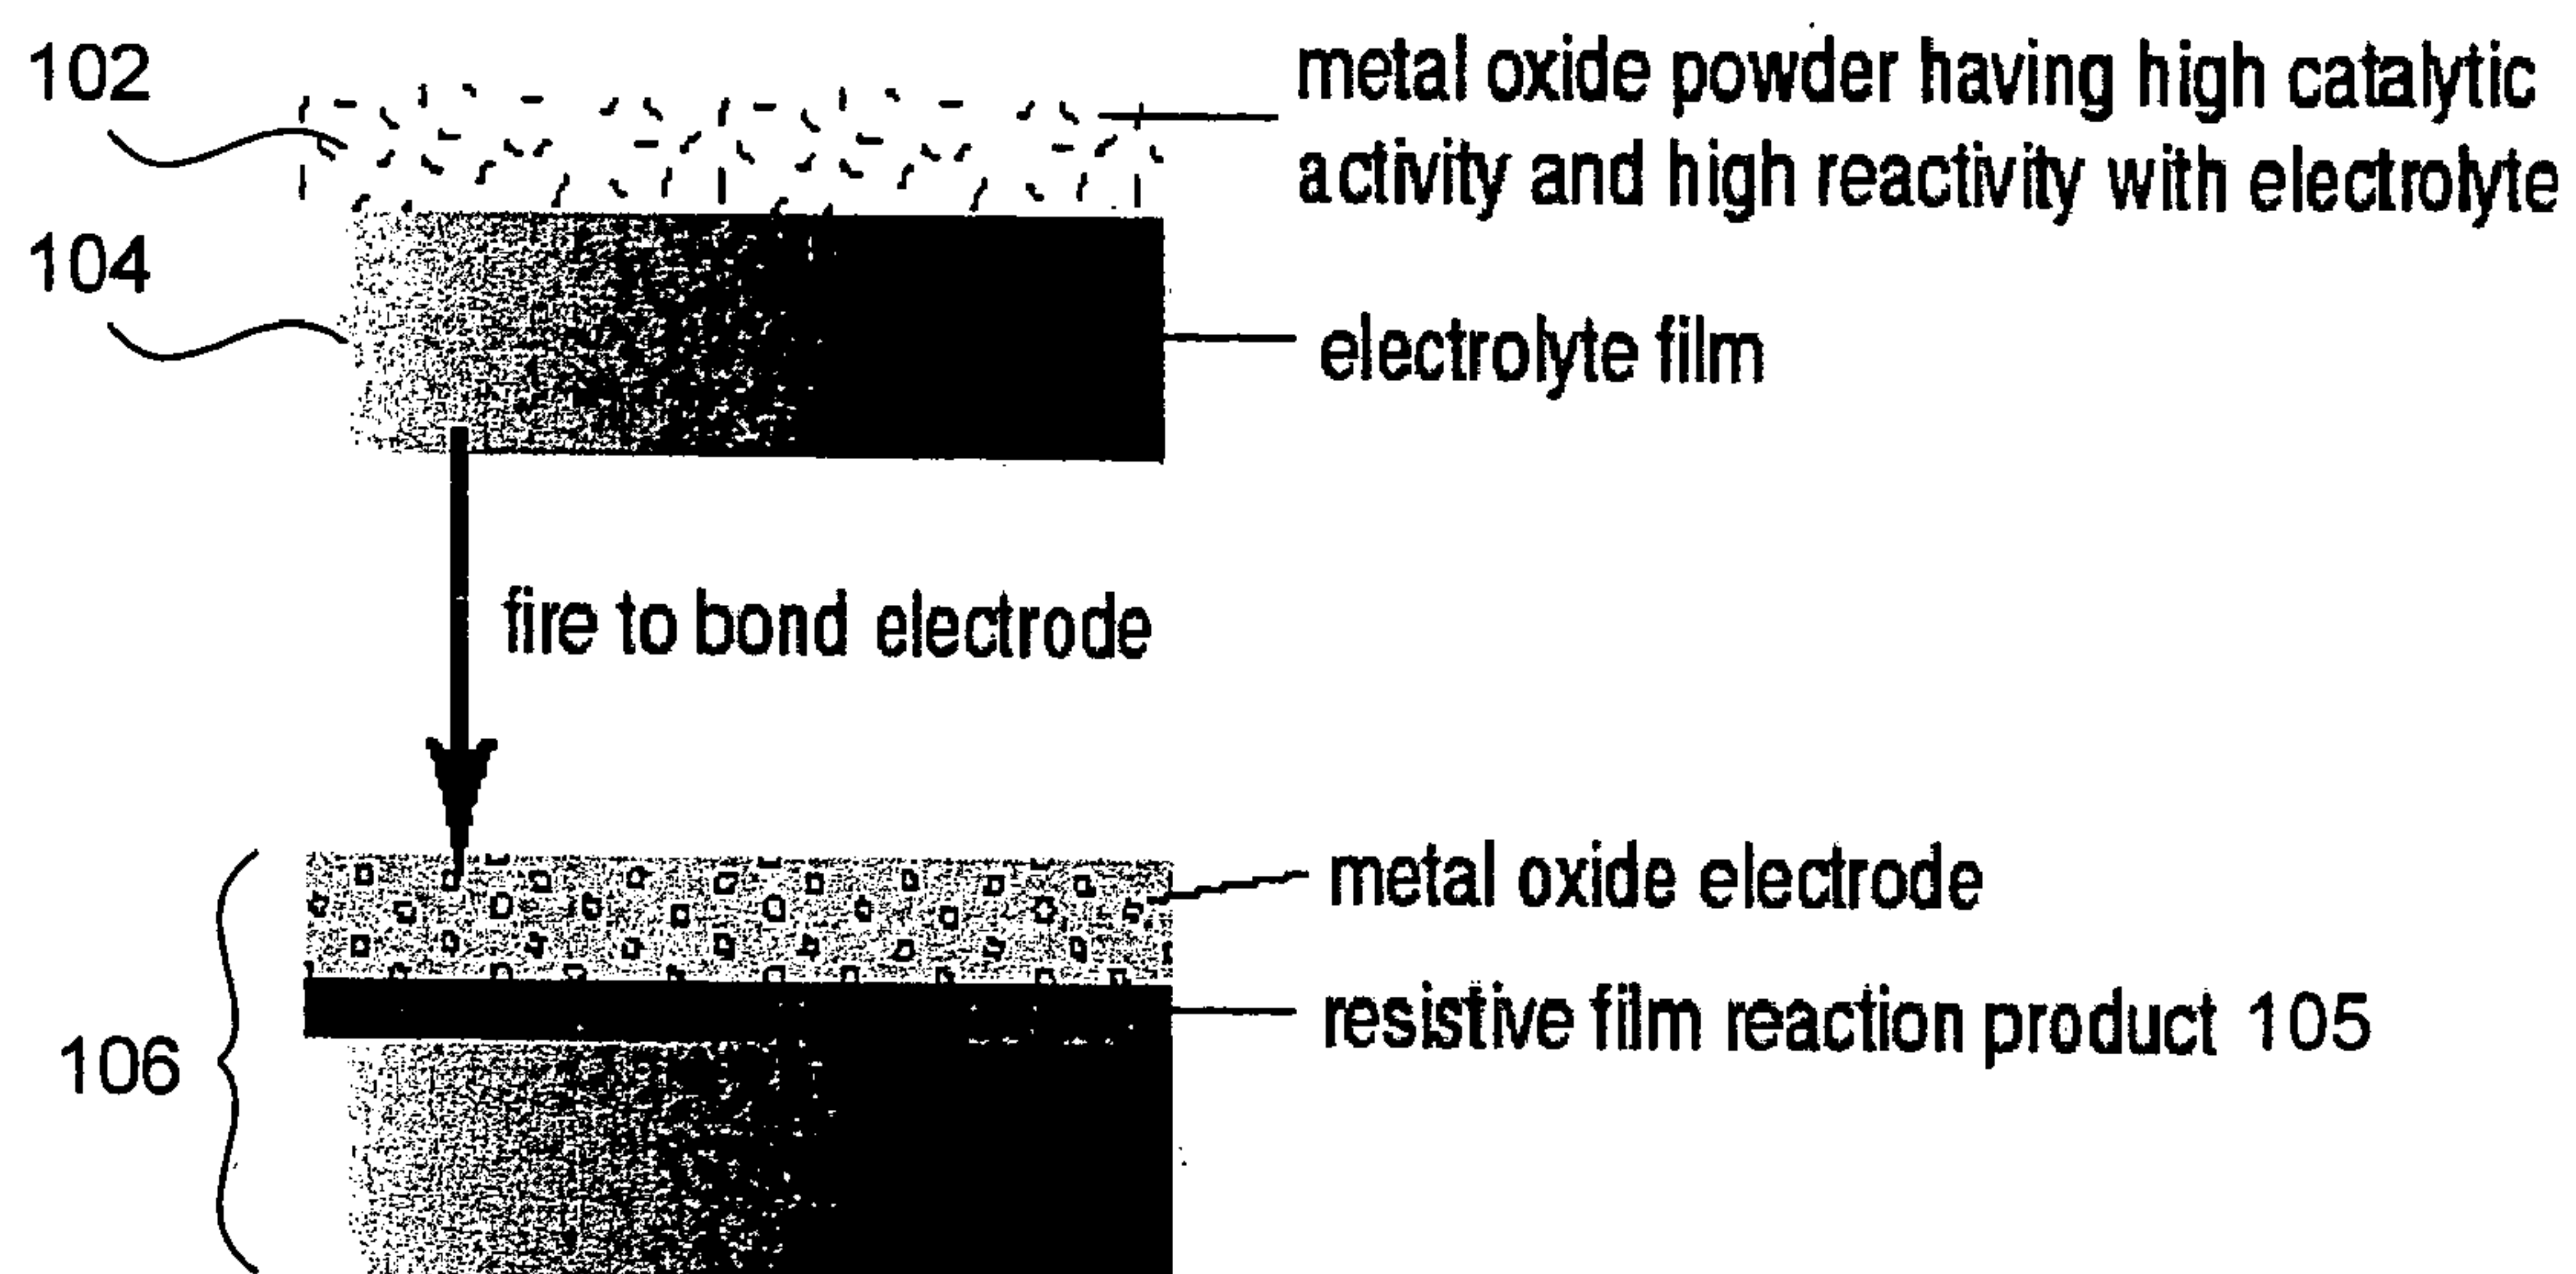 102
metal oxide powder having high catalytic
activity and high reactivity with electrolyte
104
electrolyte film
fire to bond electrode
metal oxide electrode
resistive film reaction product 105
106